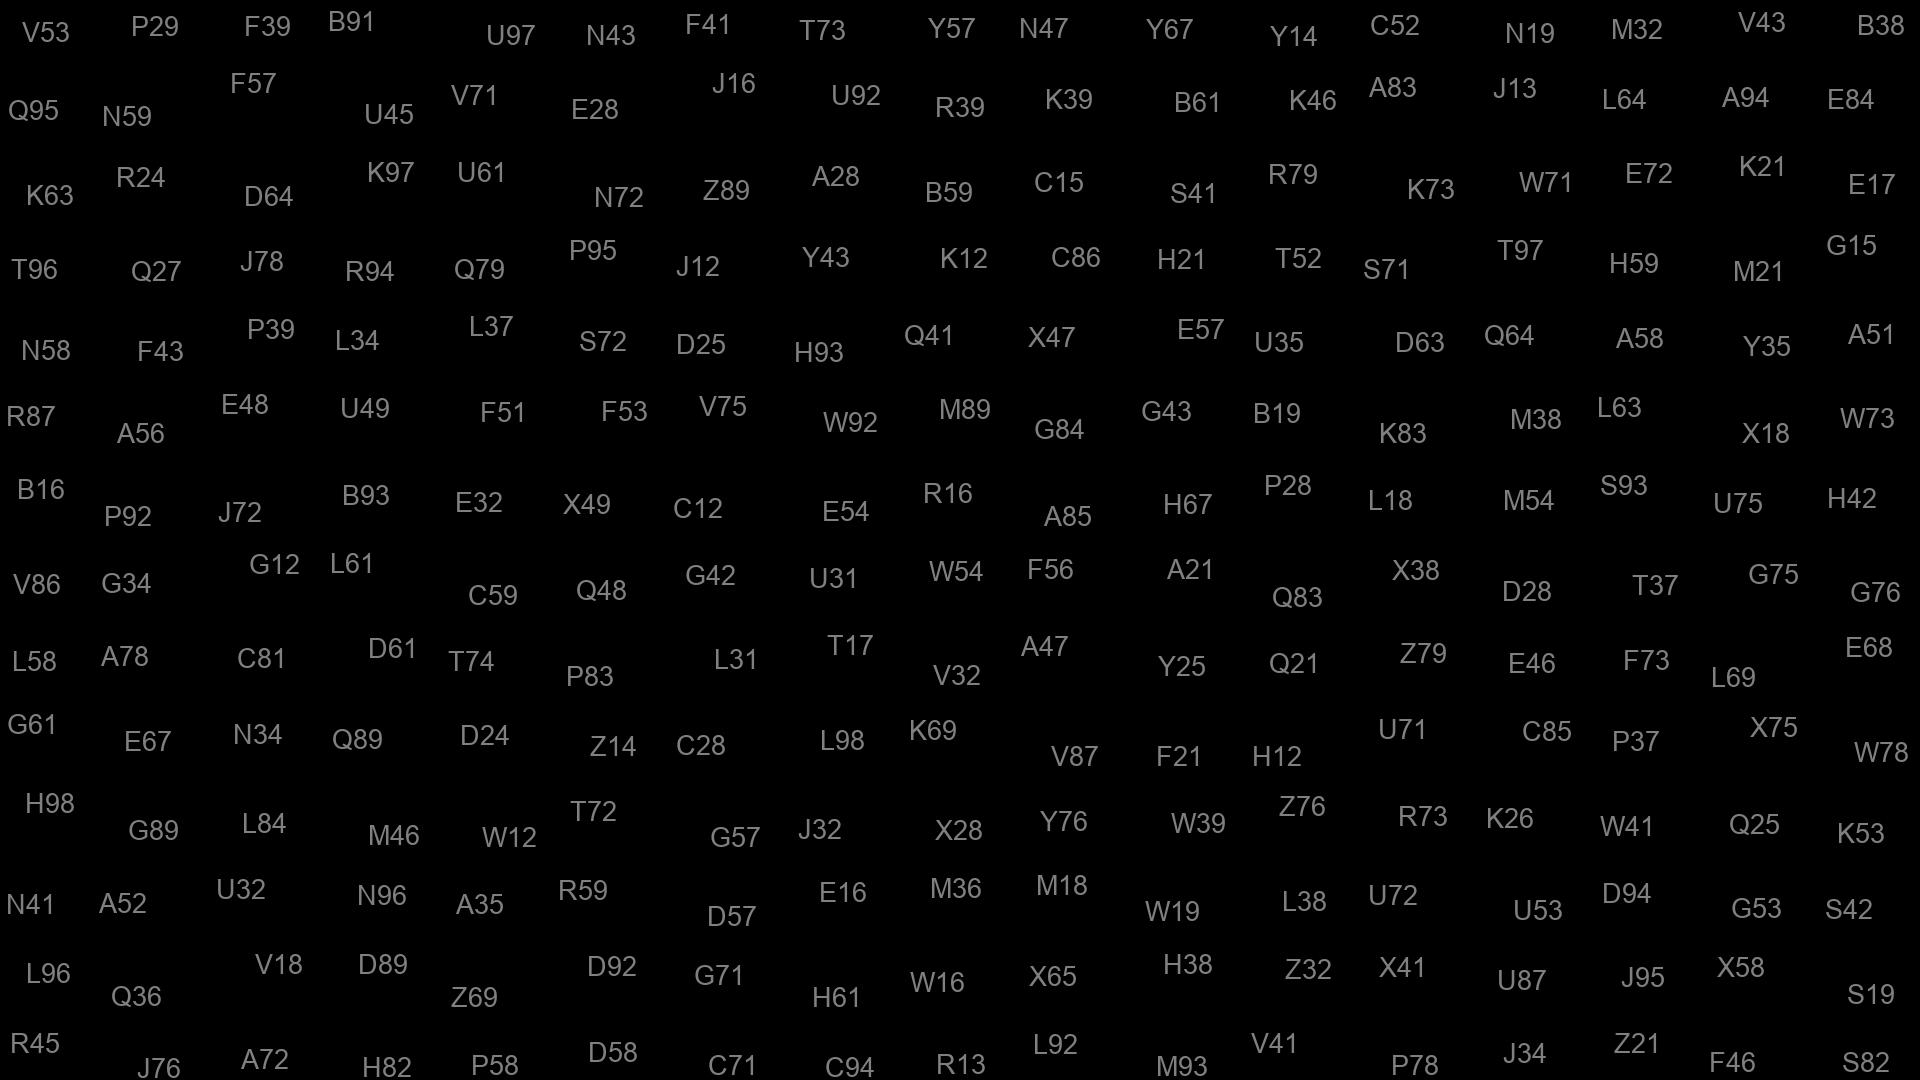 V53 P29 F39 B91 U97 N43 F41 T73 Y57 N47 Y67 Y14 C52 N19 M32 V43 B38
Q95 N59 F57 U45 V71 E28 J16 U92 R39 K39 B61 K46 A83 J13 L64 A94 E84
K63 R24 D64 K97 U61 N72 Z89 A28 B59 C15 S41 R79 K73 W71 E72 K21 E17
T96 Q27 J78 R94 Q79 P95 J12 Y43 K12 C86 H21 T52 S71 T97 H59 M21 G15
N58 F43 P39 L34 L37 S72 D25 H93 Q41 X47 E57 U35 D63 Q64 A58 Y35 A51
R87 A56 E48 U49 F51 F53 V75 W92 M89 G84 G43 B19 K83 M38 L63 X18 W73
B16 P92 J72 B93 E32 X49 C12 E54 R16 A85 H67 P28 L18 M54 S93 U75 H42
V86 G34 G12 L61 C59 Q48 G42 U31 W54 F56 A21 Q83 X38 D28 T37 G75 G76
L58 A78 C81 D61 T74 P83 L31 T17 V32 A47 Y25 Q21 Z79 E46 F73 L69 E68
G61 E67 N34 Q89 D24 Z14 C28 L98 K69 V87 F21 H12 U71 C85 P37 X75 W78
H98 G89 L84 M46 W12 T72 G57 J32 X28 Y76 W39 Z76 R73 K26 W41 Q25 K53
N41 A52 U32 N96 A35 R59 D57 E16 M36 M18 W19 L38 U72 U53 D94 G53 S42
L96 Q36 V18 D89 Z69 D92 G71 H61 W16 X65 H38 Z32 X41 U87 J95 X58 S19
R45 J76 A72 H82 P58 D58 C71 C94 R13 L92 M93 V41 P78 J34 Z21 F46 S82